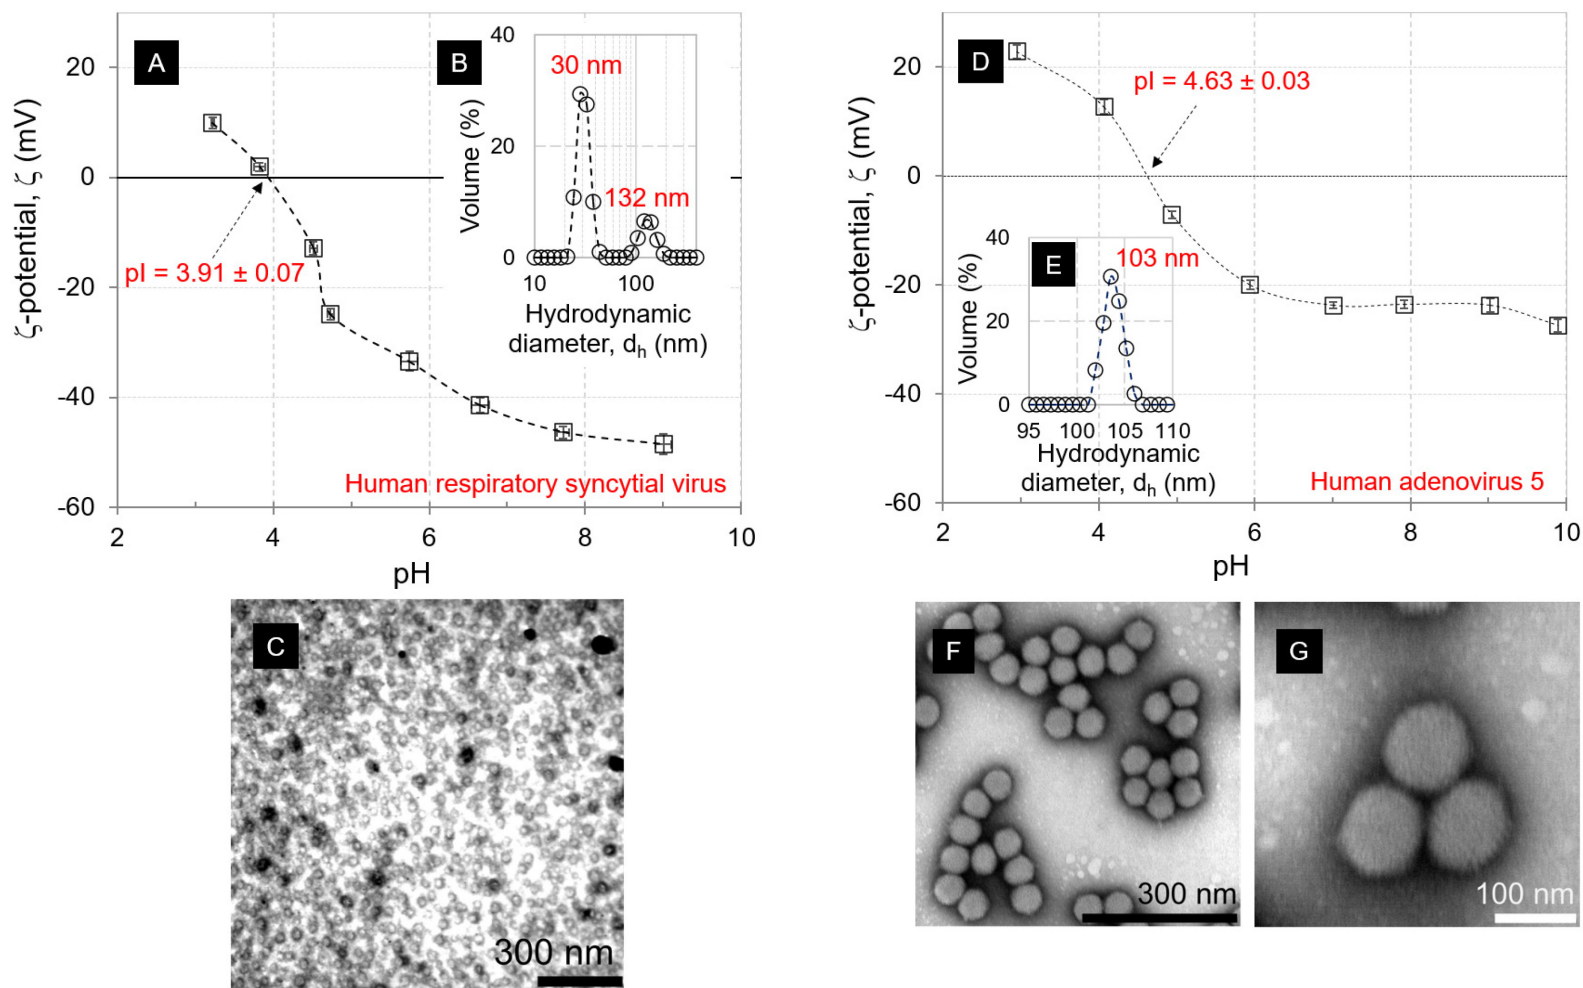 A
20
0
-20
-40
-60
ζ-potential, ζ (mV)
pI = 3.91 ± 0.07
Human respiratory syncytial virus
2
4
6
8
10
pH
B
40
20
0
Volume (%)
30 nm
132 nm
10
100
Hydrodynamic
diameter, dh (nm)
C
300 nm
D
20
0
-20
-40
-60
ζ-potential, ζ (mV)
pI = 4.63 ± 0.03
Human adenovirus 5
2
4
6
8
10
pH
E
40
20
0
Volume (%)
103 nm
95
100
105
110
Hydrodynamic
diameter, dh (nm)
F
300 nm
G
100 nm